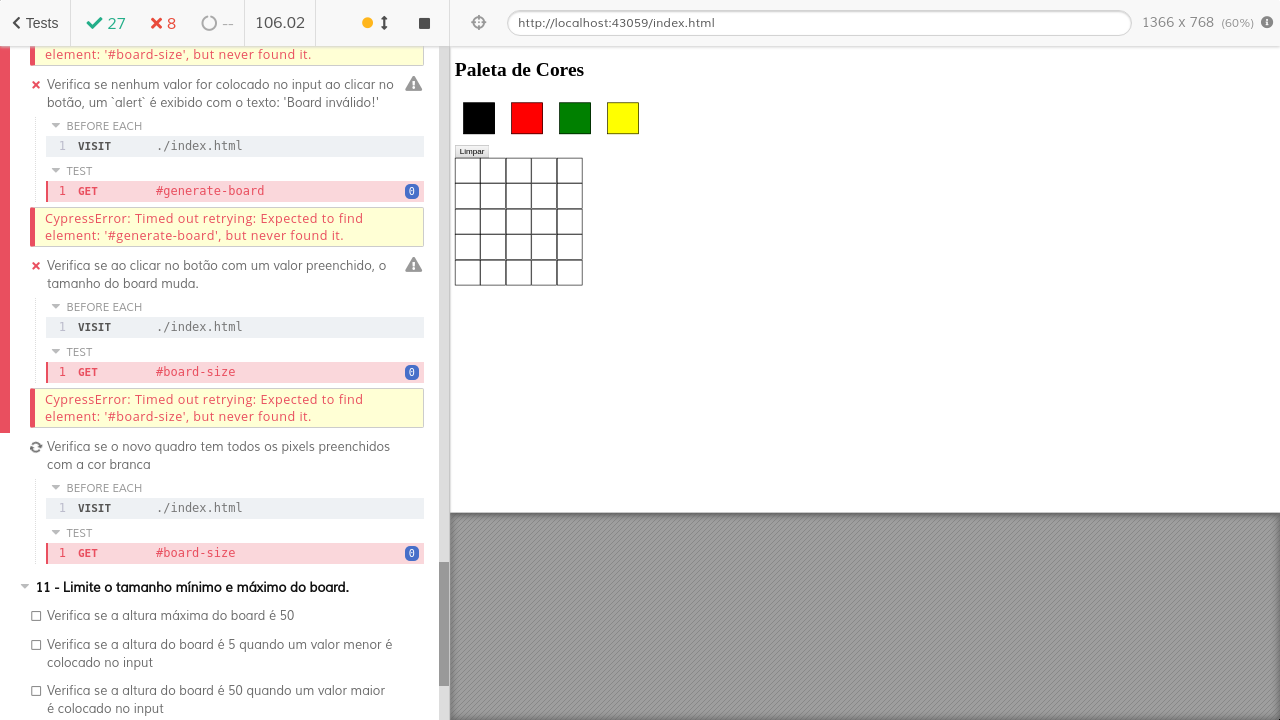 Tests 27 8 -- 106.02 http://localhost:43059/index.html 1366 x 768 (60%)
element: '#board-size', but never found it.
Verifica se nenhum valor for colocado no input ao clicar no
botão, um `alert` é exibido com o texto: 'Board inválido!'
BEFORE EACH
1 VISIT ./index.html
TEST
1 GET #generate-board 0
CypressError: Timed out retrying: Expected to find
element: '#generate-board', but never found it.
Verifica se ao clicar no botão com um valor preenchido, o
tamanho do board muda.
BEFORE EACH
1 VISIT ./index.html
TEST
1 GET #board-size 0
CypressError: Timed out retrying: Expected to find
element: '#board-size', but never found it.
Verifica se o novo quadro tem todos os pixels preenchidos
com a cor branca
BEFORE EACH
1 VISIT ./index.html
TEST
1 GET #board-size 0
11 - Limite o tamanho mínimo e máximo do board.
Verifica se a altura máxima do board é 50
Verifica se a altura do board é 5 quando um valor menor é
colocado no input
Verifica se a altura do board é 50 quando um valor maior
é colocado no input
Paleta de Cores
Limpar